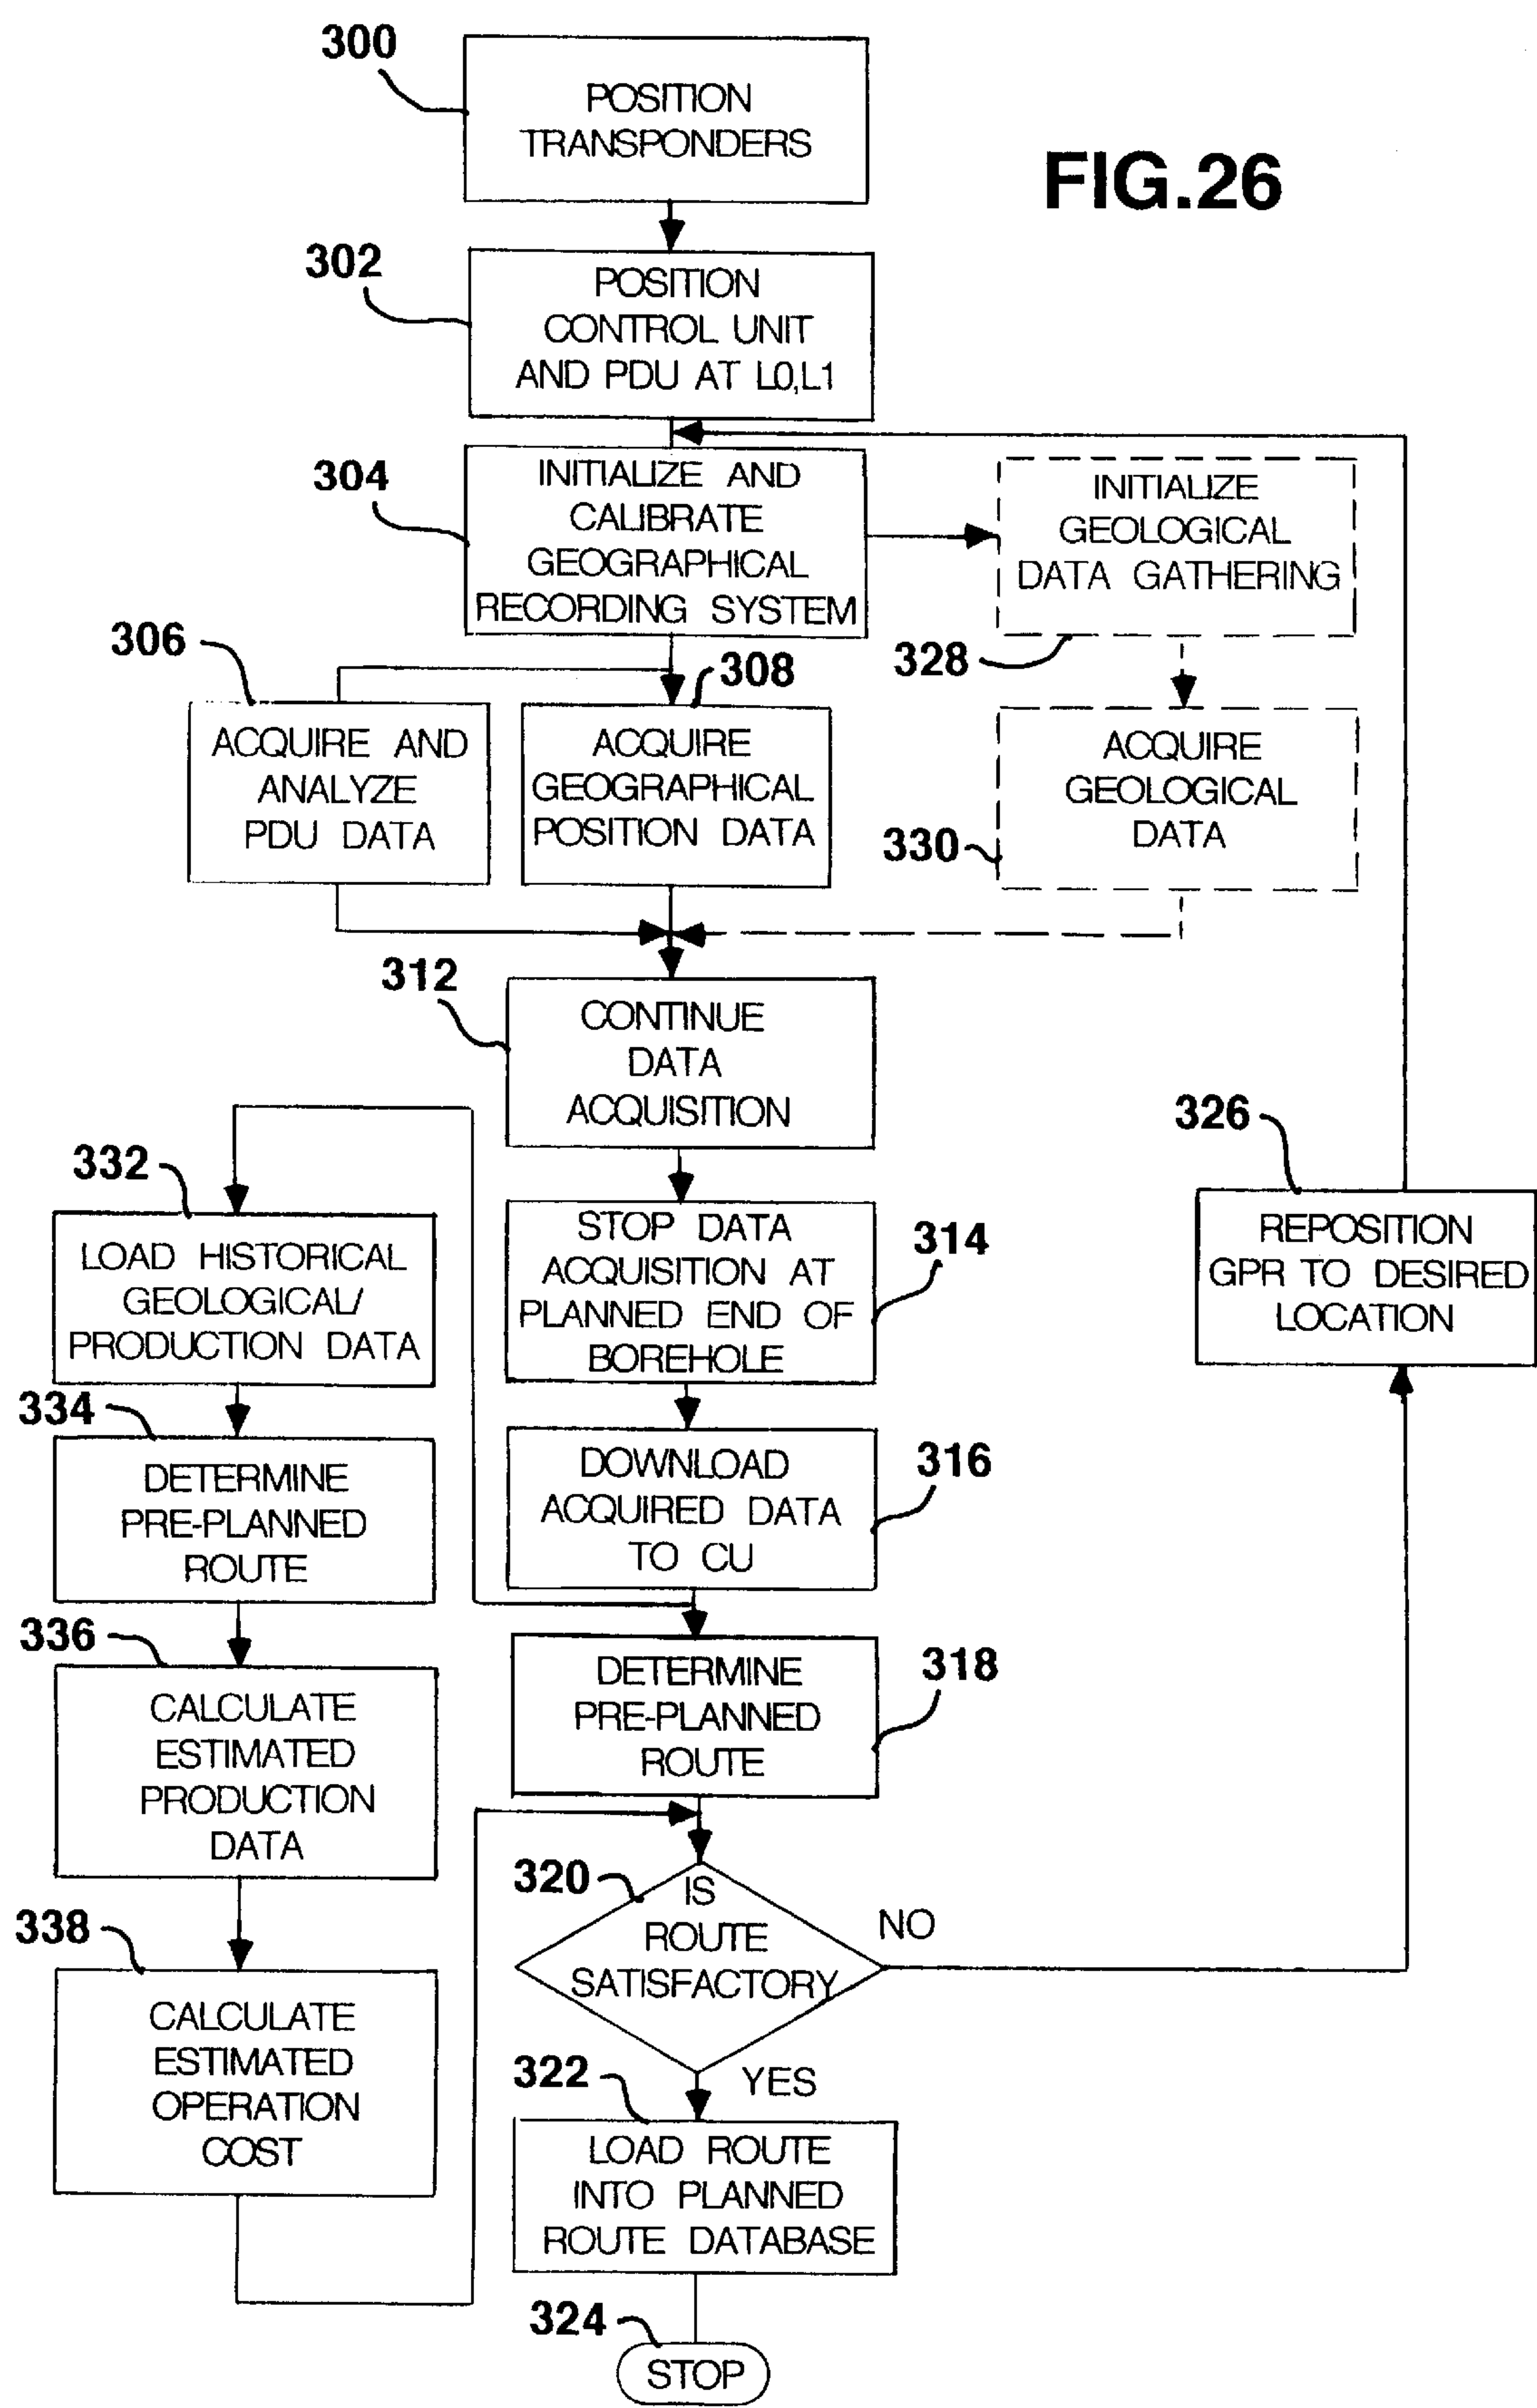 300
POSITION
TRANSPONDERS
FIG.26
302
POSITION
CONTROL UNIT
AND PDU AT L0,L1
304
INITIALIZE AND
CALIBRATE
GEOGRAPHICAL
RECORDING SYSTEM
INITIALIZE
GEOLOGICAL
DATA GATHERING
328
306
ACQUIRE AND
ANALYZE
PDU DATA
308
ACQUIRE
GEOGRAPHICAL
POSITION DATA
330
ACQUIRE
GEOLOGICAL
DATA
312
CONTINUE
DATA
ACQUISITION
326
REPOSITION
GPR TO DESIRED
LOCATION
332
LOAD HISTORICAL
GEOLOGICAL/
PRODUCTION DATA
314
STOP DATA
ACQUISITION AT
PLANNED END OF
BOREHOLE
334
DETERMINE
PRE-PLANNED
ROUTE
316
DOWNLOAD
ACQUIRED DATA
TO CU
336
CALCULATE
ESTIMATED
PRODUCTION
DATA
318
DETERMINE
PRE-PLANNED
ROUTE
320
IS
ROUTE
SATISFACTORY
NO
YES
338
CALCULATE
ESTIMATED
OPERATION
COST
322
LOAD ROUTE
INTO PLANNED
ROUTE DATABASE
324
STOP